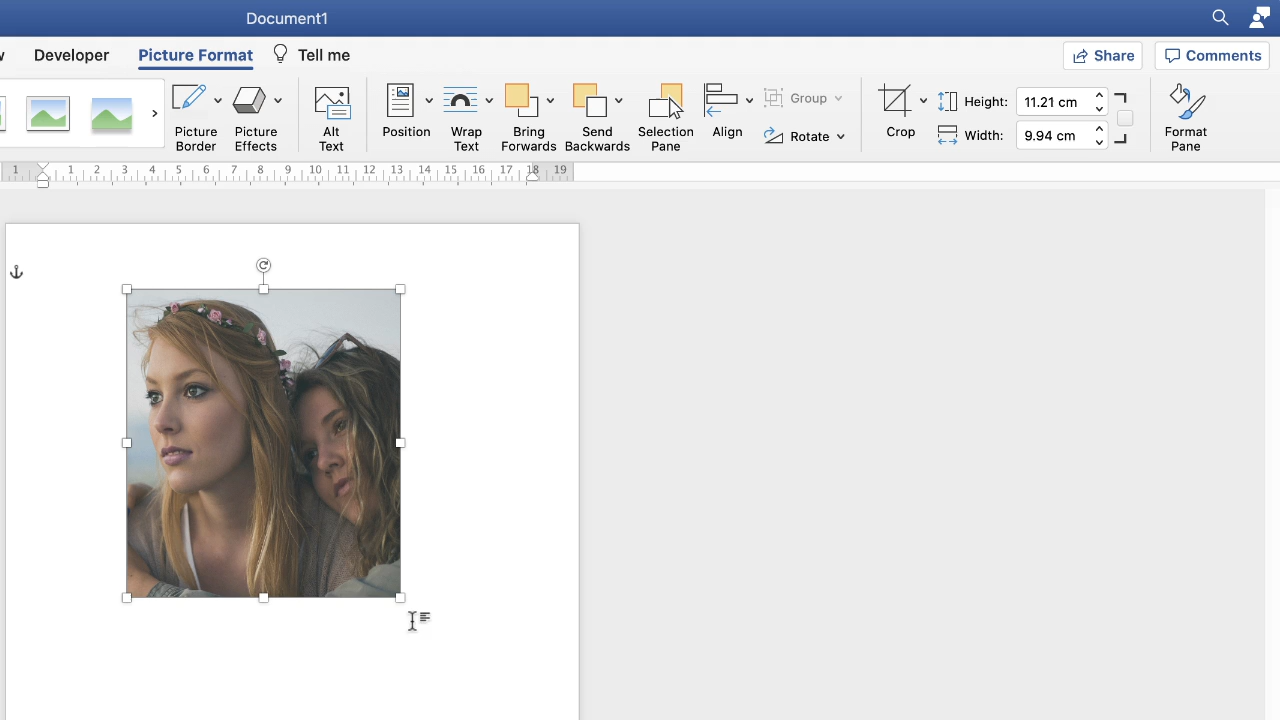 Document1
Developer
Picture Format
Tell me
Share
Comments
Picture Border
Picture Effects
Alt Text
Position
Wrap Text
Bring Forwards
Send Backwards
Selection Pane
Align
Group
Rotate
Crop
Height: 11.21 cm
Width: 9.94 cm
Format Pane
1 1 2 3 4 5 6 7 8 9 10 11 12 13 14 15 16 17 18 19